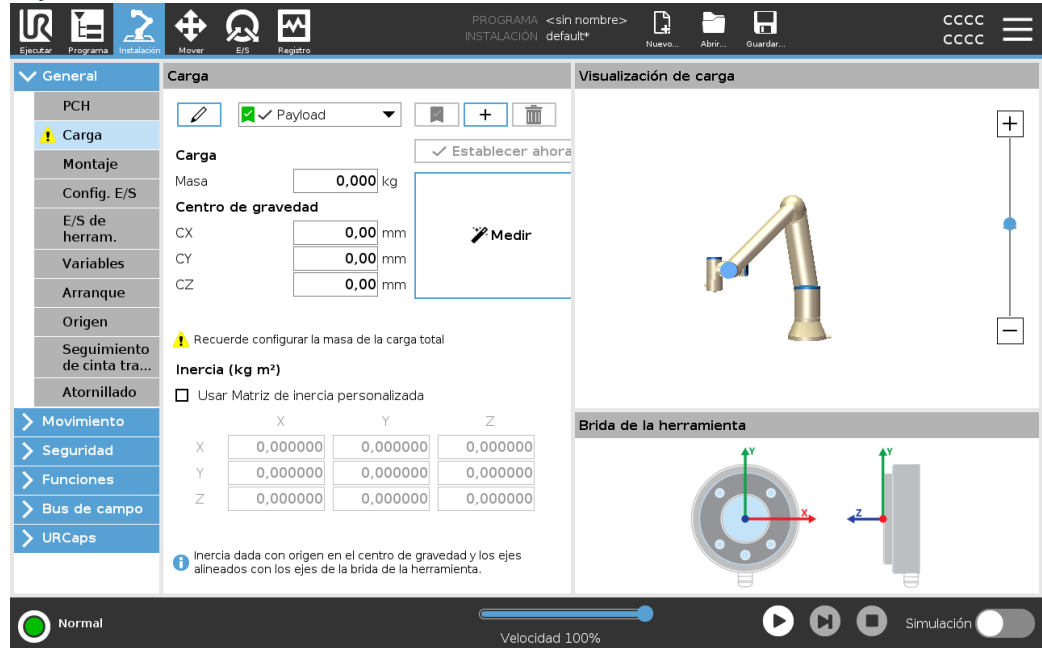 PROGRAMA <sin nombre>
INSTALACIÓN default*
CCCC
CCCC
Ejecutar Programa Instalación Mover E/S Registro Nuevo... Abrir... Guardar...
General
PCH
Carga
Montaje
Config. E/S
E/S de
herram.
Variables
Arranque
Origen
Seguimiento
de cinta tra...
Atornillado
Movimiento
Seguridad
Funciones
Bus de campo
URCaps
Carga
Payload
Establecer ahora
Carga
Masa 0,000 kg
Centro de gravedad
CX 0,00 mm
CY 0,00 mm
CZ 0,00 mm
Medir
Recuerde configurar la masa de la carga total
Inercia (kg m²)
Usar Matriz de inercia personalizada
X Y Z
X 0,000000 0,000000 0,000000
Y 0,000000 0,000000 0,000000
Z 0,000000 0,000000 0,000000
Inercia dada con origen en el centro de gravedad y los ejes
alineados con los ejes de la brida de la herramienta.
Visualización de carga
Brida de la herramienta
Y
X
Y
Z
Normal
Velocidad 100%
Simulación